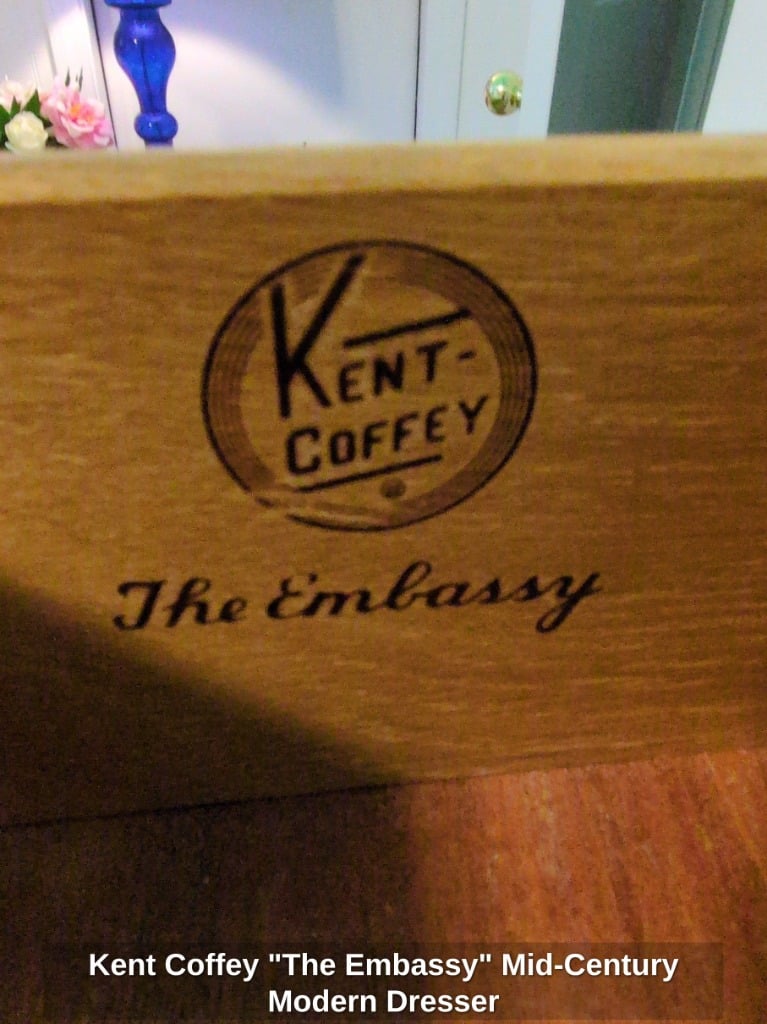 KENT-
COFFEY
The Embassy
Kent Coffey "The Embassy" Mid-Century
Modern Dresser